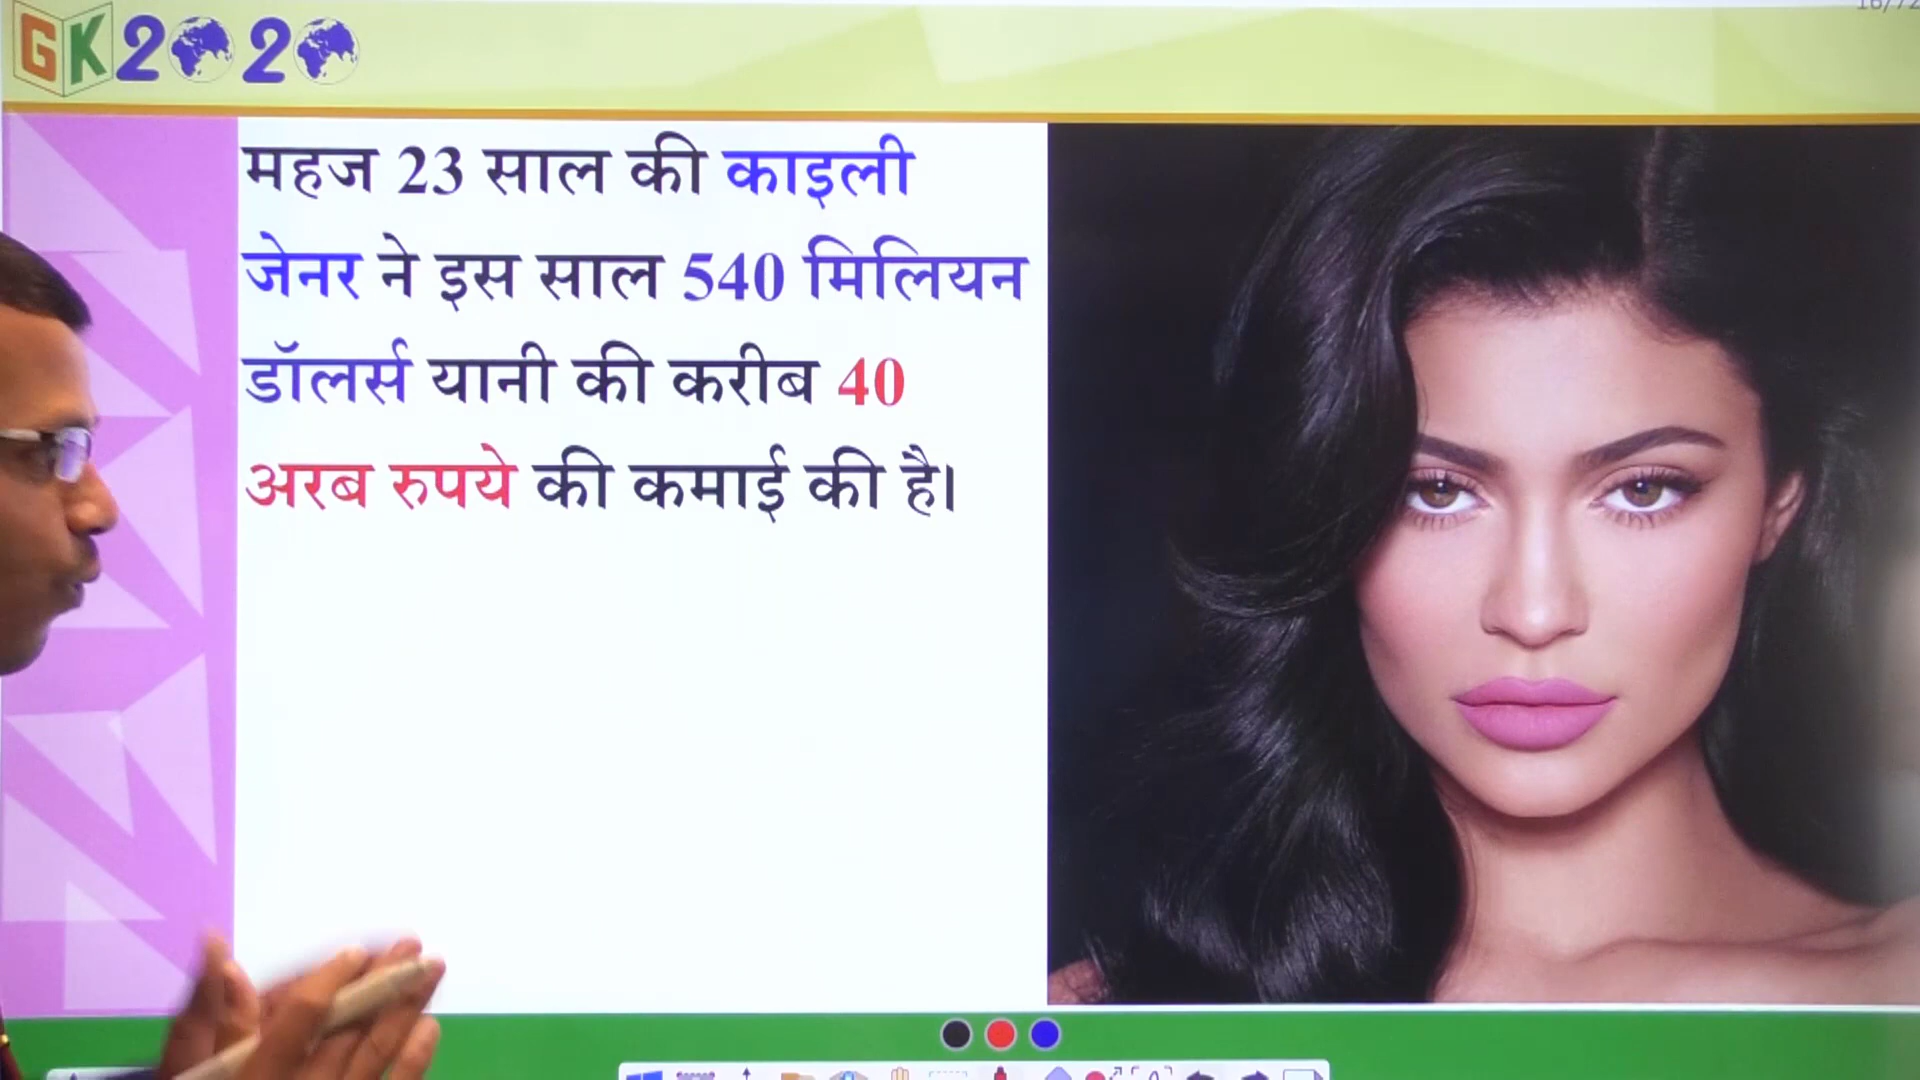 GK2020
महज 23 साल की काइली
जेनर ने इस साल 540 मिलियन
डॉलर्स यानी की करीब 40
अरब रुपये की कमाई की है।